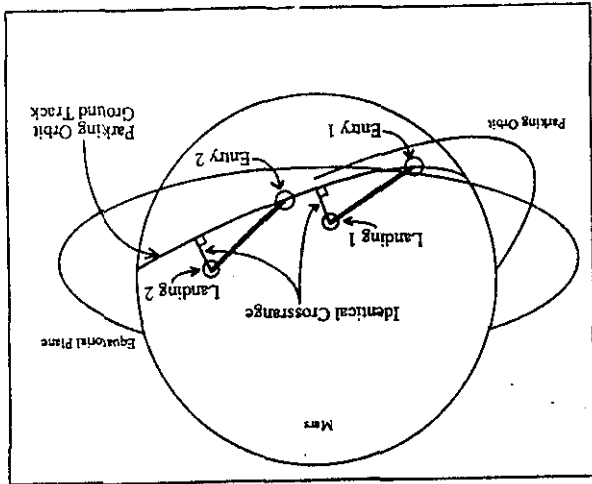 Mars
Equatorial Plane
Identical Crossrange
Landing 2
Landing 1
Entry 2
Entry 1
Parking Orbit
Parking Orbit
Ground Track